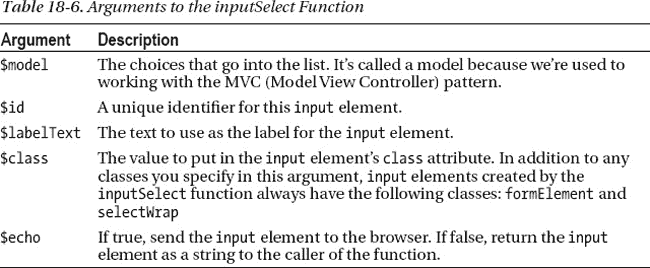 Table 18-6. Arguments to the inputSelect Function
Argument Description
$model The choices that go into the list. It's called a model because we're used to
working with the MVC (Model View Controller) pattern.
$id A unique identifier for this input element.
$labelText The text to use as the label for the input element.
$class The value to put in the input element's class attribute. In addition to any
classes you specify in this argument, input elements created by the
inputSelect function always have the following classes: formElement and
selectWrap
$echo If true, send the input element to the browser. If false, return the input
element as a string to the caller of the function.